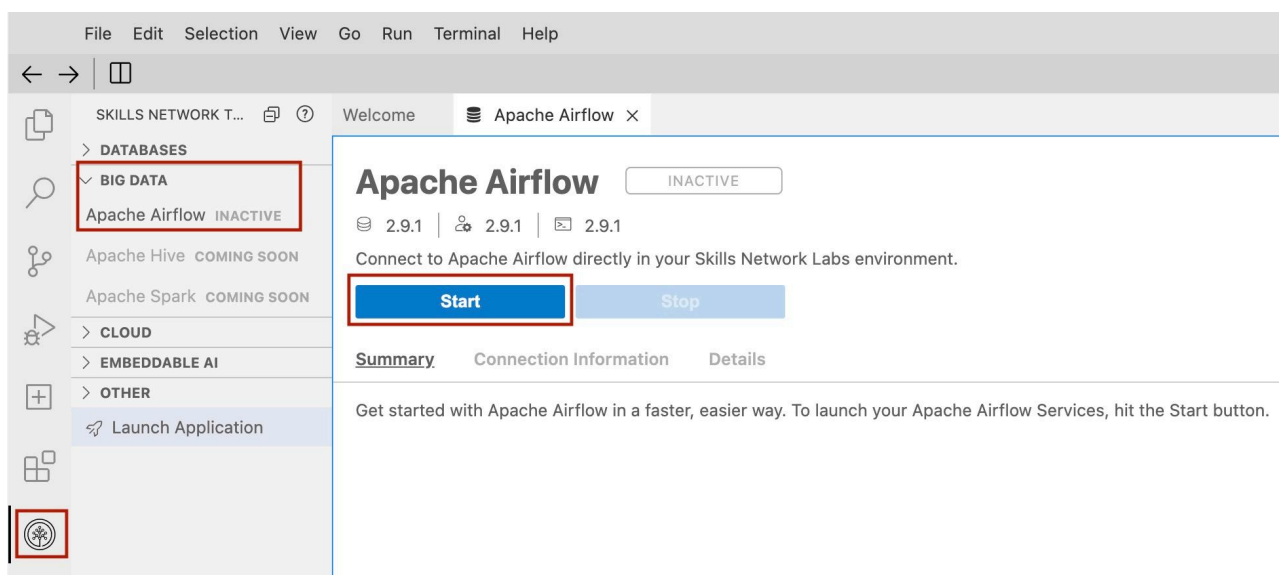 File Edit Selection View Go Run Terminal Help
SKILLS NETWORK T...
DATABASES
BIG DATA
Apache Airflow INACTIVE
Apache Hive COMING SOON
Apache Spark COMING SOON
CLOUD
EMBEDDABLE AI
OTHER
Launch Application
Welcome Apache Airflow
Apache Airflow INACTIVE
2.9.1 2.9.1 2.9.1
Connect to Apache Airflow directly in your Skills Network Labs environment.
Start Stop
Summary Connection Information Details
Get started with Apache Airflow in a faster, easier way. To launch your Apache Airflow Services, hit the Start button.